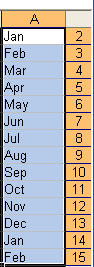 A
Jan 2
Feb 3
Mar 4
Apr 5
May 6
Jun 7
Jul 8
Aug 9
Sep 10
Oct 11
Nov 12
Dec 13
Jan 14
Feb 15